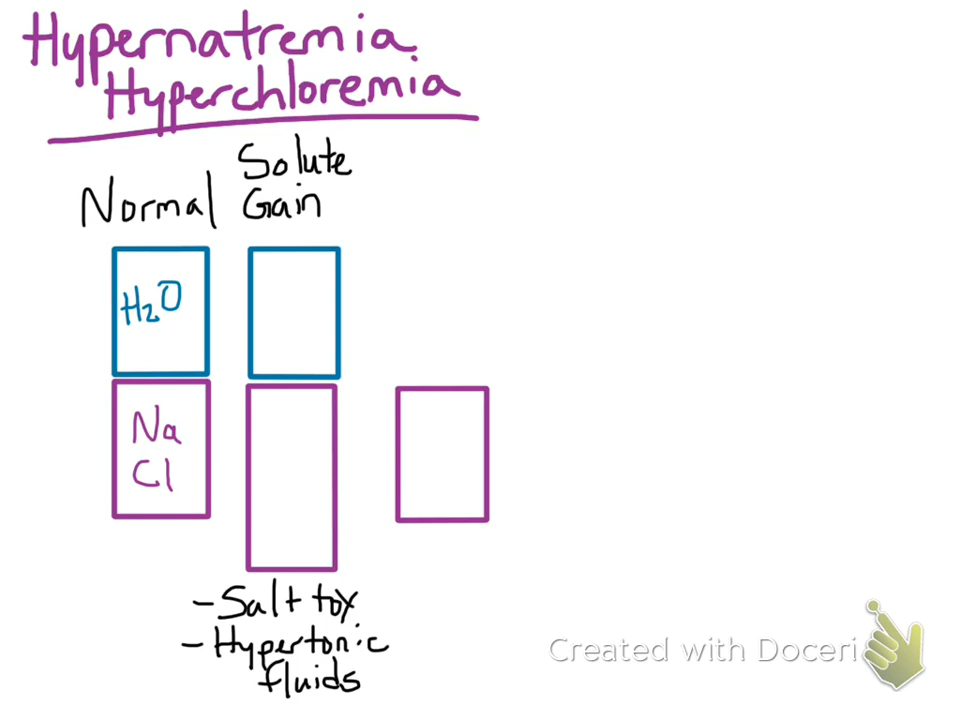 Hypernatremia
Hyperchloremia
Normal
Solute
Gain
H2O
Na
Cl
- Salt tox
- Hypertonic
fluids
Created with Doceri